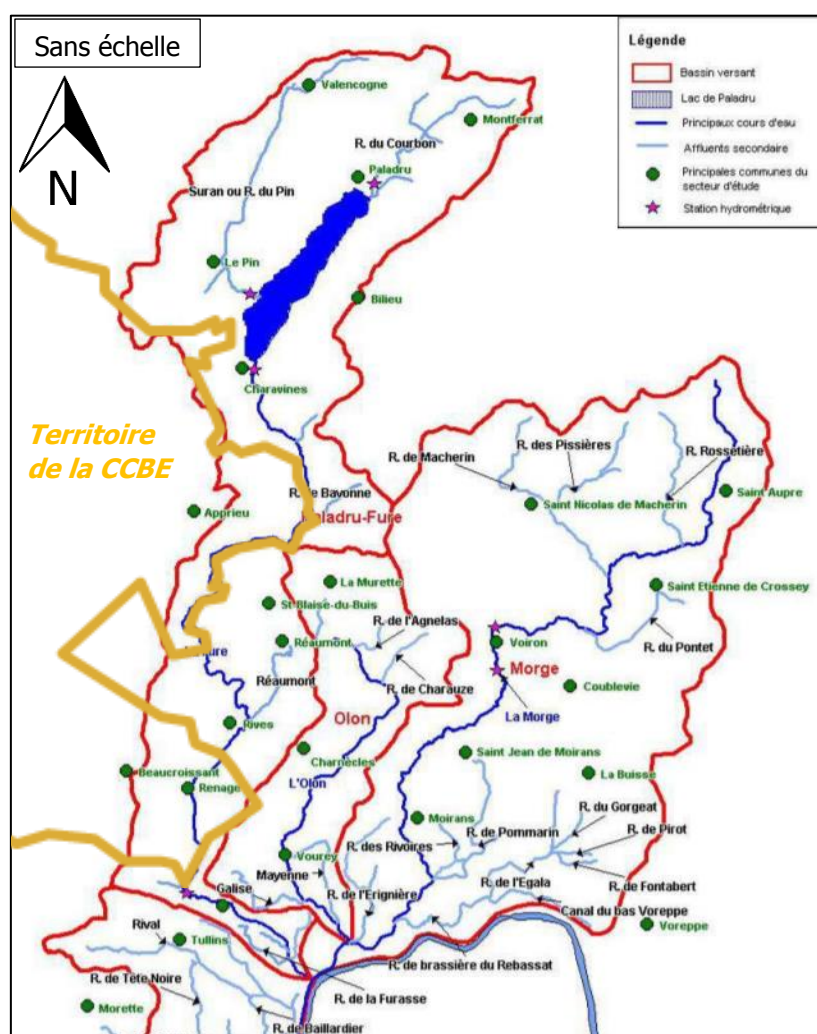 Sans échelle
N
Légende
Bassin versant
Lac de Paladru
Principaux cours d'eau
Affluents secondaire
Principales communes du
secteur d'étude
Station hydrométrique
Valencogne
Montferrat
R. du Courbon
Paladru
Suran ou R. du Pin
Le Pin
Bilieu
Charavines
Territoire
de la CCBE
R. de Macherin
R. des Pissières
R. Rossetière
R. de Bavonne
Saint Aupre
Apprieu
Paladru-Fure
Saint Nicolas de Macherin
La Murette
Saint Etienne de Crossey
St Blaise-du-Buis
R. de l'Agnelas
Réaumont
Voiron
R. du Pontet
Réaumont
R. de Charauze
Morge
Coublevie
Olon
La Morge
Rives
Charnècles
Saint Jean de Moirans
Beaucroissant
La Buisse
Renage
L'Olon
R. du Gorgeat
Moirans
R. de Pommarin
R. de Pirot
R. des Rivoires
Vourey
Mayenne
R. de l'Egala
R. de Fontabert
Galise
R. de l'Erignière
Canal du bas Voreppe
Rival
Voreppe
Tullins
R. de brassière du Rebassat
R. de Tête Noire
R. de la Furasse
Morette
R. de Baillardier